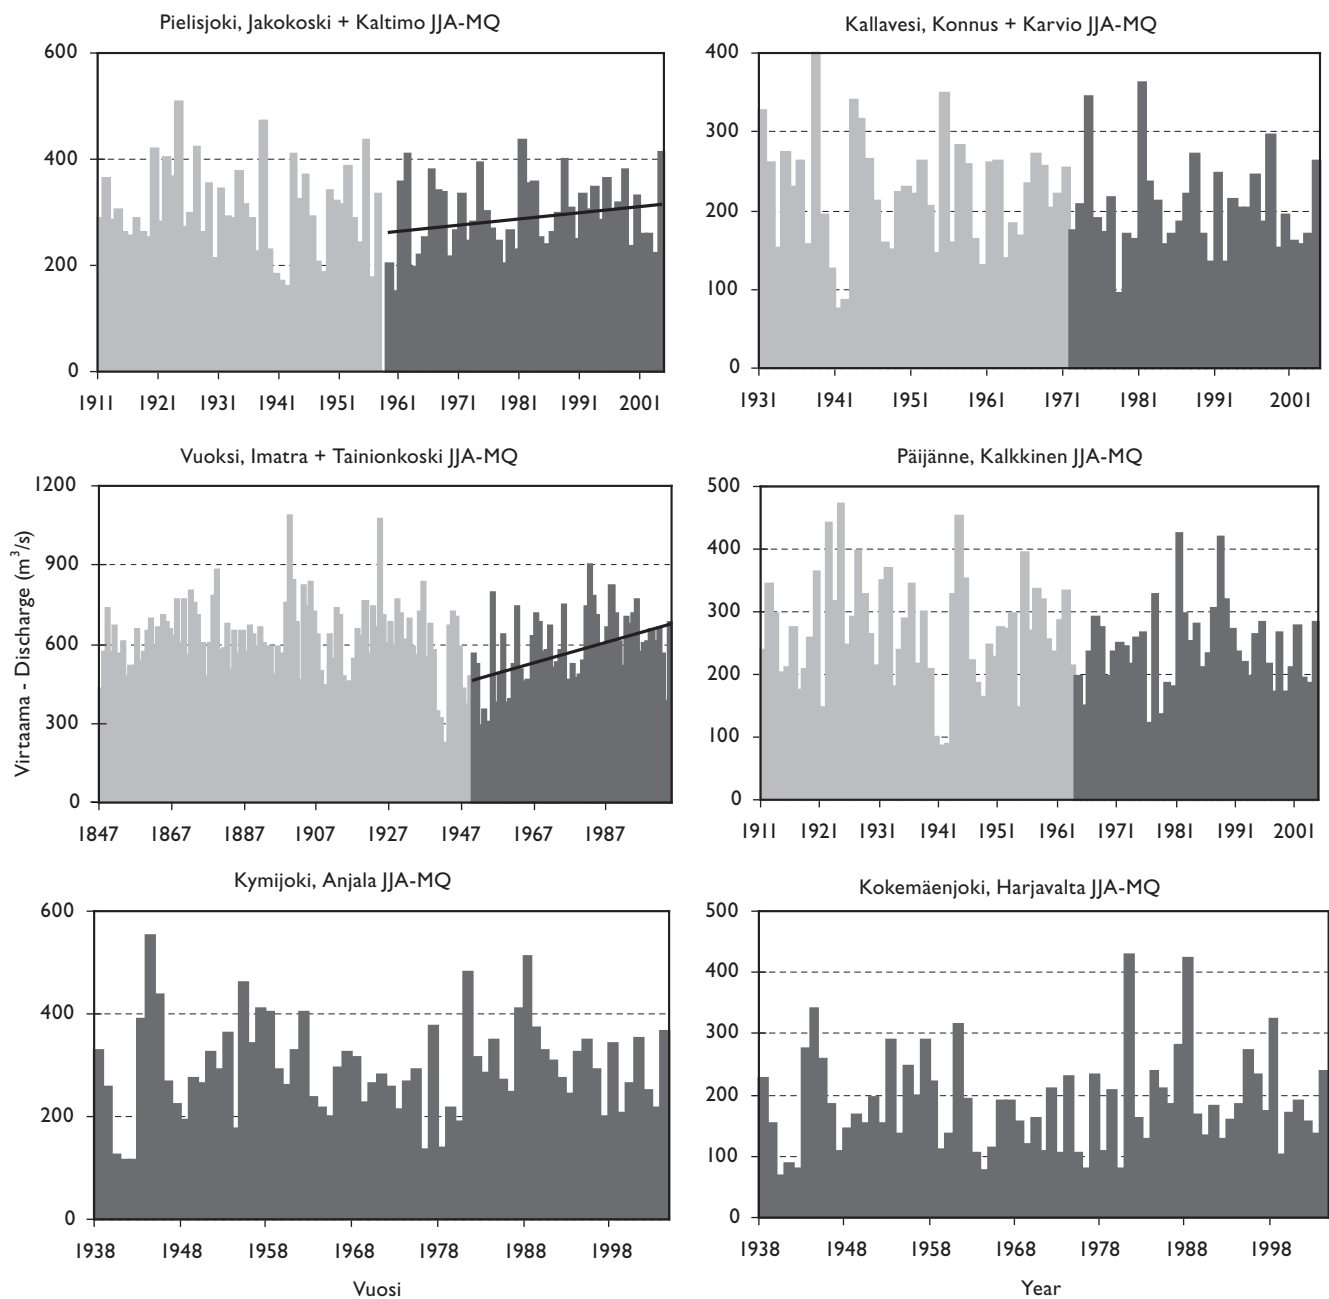 Pielisjoki, Jakokoski + Kaltimo JJA-MQ
600
400
200
0
1911 1921 1931 1941 1951 1961 1971 1981 1991 2001
Kallavesi, Konnus + Karvio JJA-MQ
400
300
200
100
0
1931 1941 1951 1961 1971 1981 1991 2001
Vuoksi, Imatra + Tainionkoski JJA-MQ
Virtaama - Discharge (m³/s)
1200
900
600
300
0
1847 1867 1887 1907 1927 1947 1967 1987
Päijänne, Kalkkinen JJA-MQ
500
400
300
200
100
0
1911 1921 1931 1941 1951 1961 1971 1981 1991 2001
Kymijoki, Anjala JJA-MQ
600
400
200
0
1938 1948 1958 1968 1978 1988 1998
Vuosi
Kokemäenjoki, Harjavalta JJA-MQ
500
400
300
200
100
0
1938 1948 1958 1968 1978 1988 1998
Year